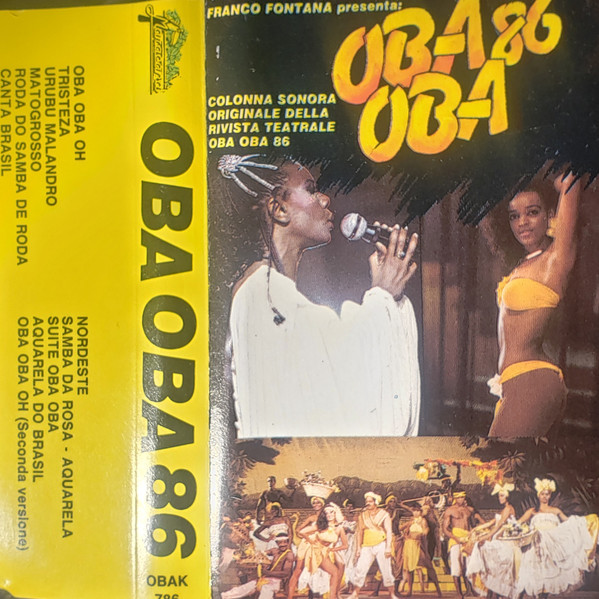 OBA OBA OH
TRISTEZA
URUBU MALANDRO
MATOGROSSO
RODA DO SAMBA DE RODA
CANTA BRASIL
NORDESTE
SAMBA DA ROSA - AQUARELA
SUITE OBA OBA
AQUARELA DO BRASIL
OBA OBA OH (Seconda versione)
OBA OBA 86
OBAK
786
FRANCO FONTANA presenta:
OBA 86
OBA
COLONNA SONORA
ORIGINALE DELLA
RIVISTA TEATRALE
OBA OBA 86